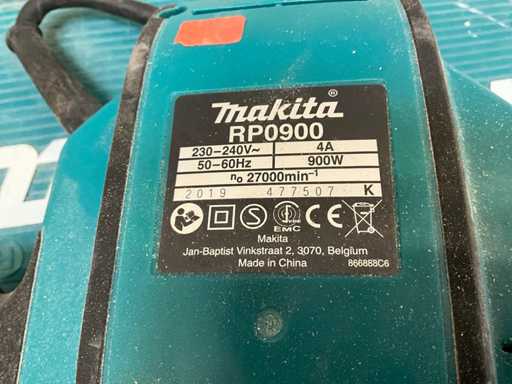 makita®
RP0900
230-240V~ 4A
50-60Hz 900W
n₀ 27000min⁻¹
2019 477507 K
EMC
Makita
Jan-Baptist Vinkstraat 2, 3070, Belgium
Made in China 866888C6